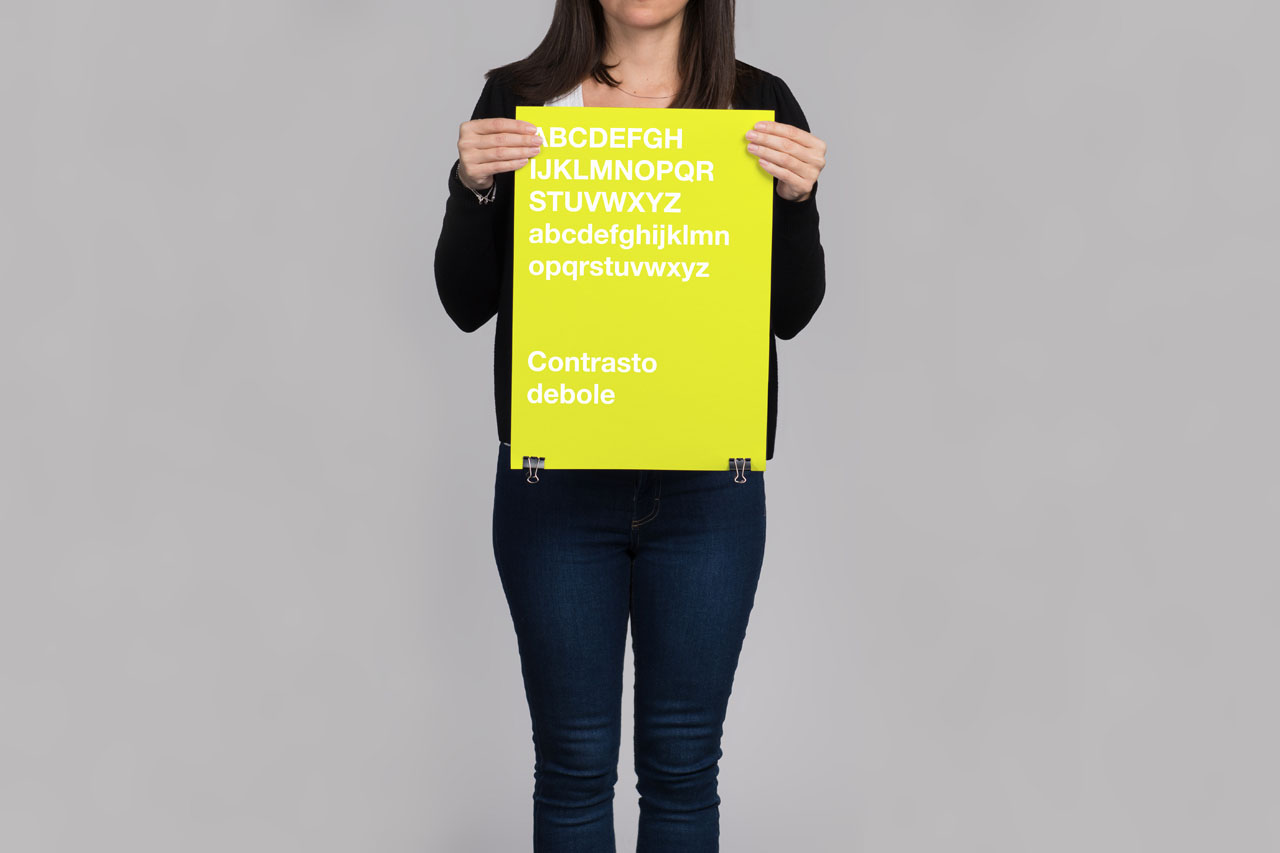 ABCDEFGH
IJKLMNOPQR
STUVWXYZ
abcdefghijklmn
opqrstuvwxyz
Contrasto
debole